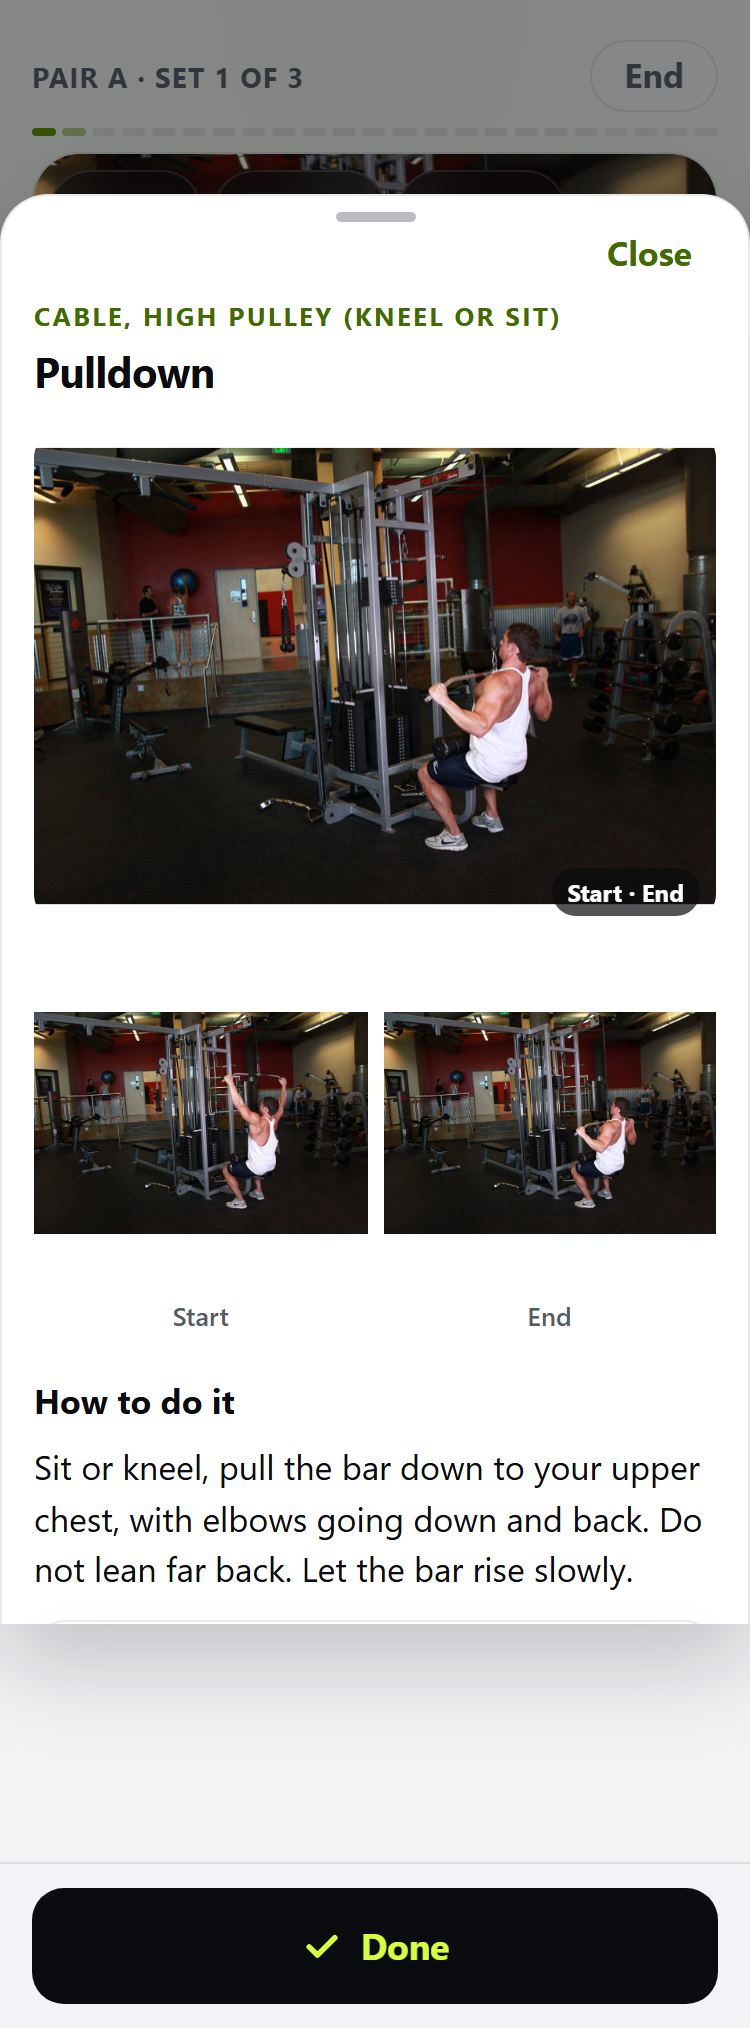 PAIR A · SET 1 OF 3
End
Close
CABLE, HIGH PULLEY (KNEEL OR SIT)
Pulldown
Start · End
Start
End
How to do it
Sit or kneel, pull the bar down to your upper
chest, with elbows going down and back. Do
not lean far back. Let the bar rise slowly.
Done